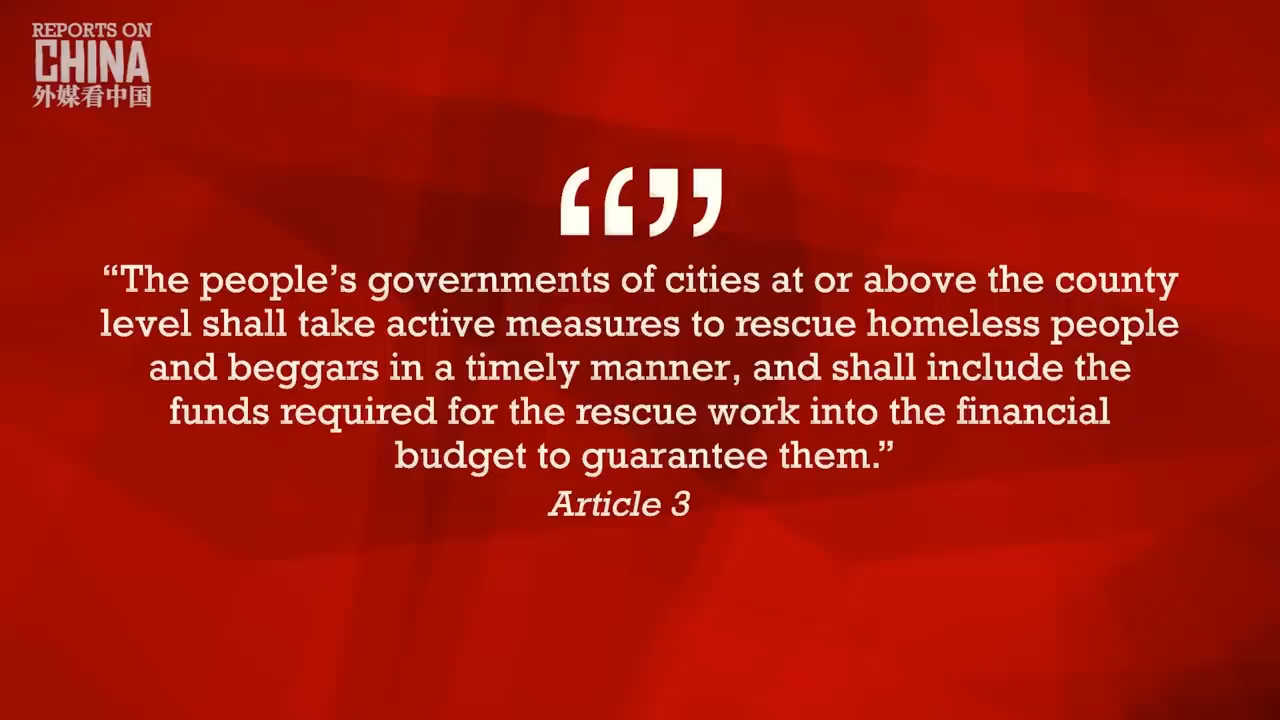 REPORTS ON
CHINA
外媒看中国
“”
“The people’s governments of cities at or above the county
level shall take active measures to rescue homeless people
and beggars in a timely manner, and shall include the
funds required for the rescue work into the financial
budget to guarantee them.”
Article 3